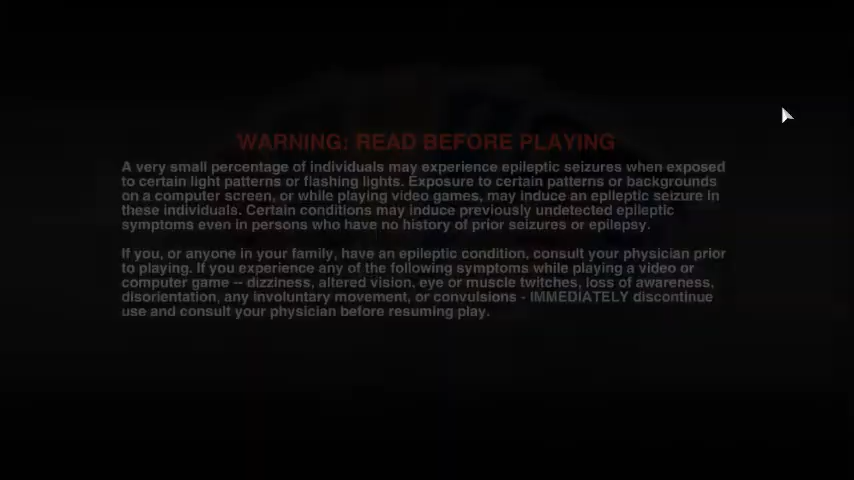 WARNING: READ BEFORE PLAYING
A very small percentage of individuals may experience epileptic seizures when exposed
to certain light patterns or flashing lights. Exposure to certain patterns or backgrounds
on a computer screen, or while playing video games, may induce an epileptic seizure in
these individuals. Certain conditions may induce previously undetected epileptic
symptoms even in persons who have no history of prior seizures or epilepsy.
If you, or anyone in your family, have an epileptic condition, consult your physician prior
to playing. If you experience any of the following symptoms while playing a video or
computer game -- dizziness, altered vision, eye or muscle twitches, loss of awareness,
disorientation, any involuntary movement, or convulsions - IMMEDIATELY discontinue
use and consult your physician before resuming play.